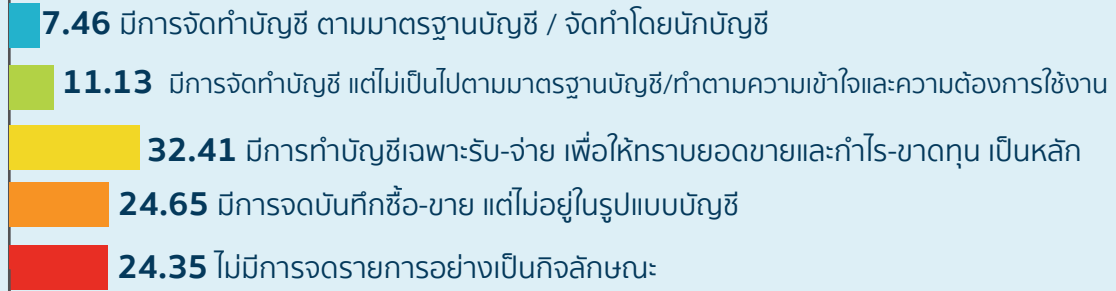 7.46 มีการจัดทำบัญชี ตามมาตรฐานบัญชี / จัดทำโดยนักบัญชี
11.13 มีการจัดทำบัญชี แต่ไม่เป็นไปตามมาตรฐานบัญชี/ทำตามความเข้าใจและความต้องการใช้งาน
32.41 มีการทำบัญชีเฉพาะรับ-จ่าย เพื่อให้ทราบยอดขายและกำไร-ขาดทุน เป็นหลัก
24.65 มีการจดบันทึกซื้อ-ขาย แต่ไม่อยู่ในรูปแบบบัญชี
24.35 ไม่มีการจดรายการอย่างเป็นกิจลักษณะ